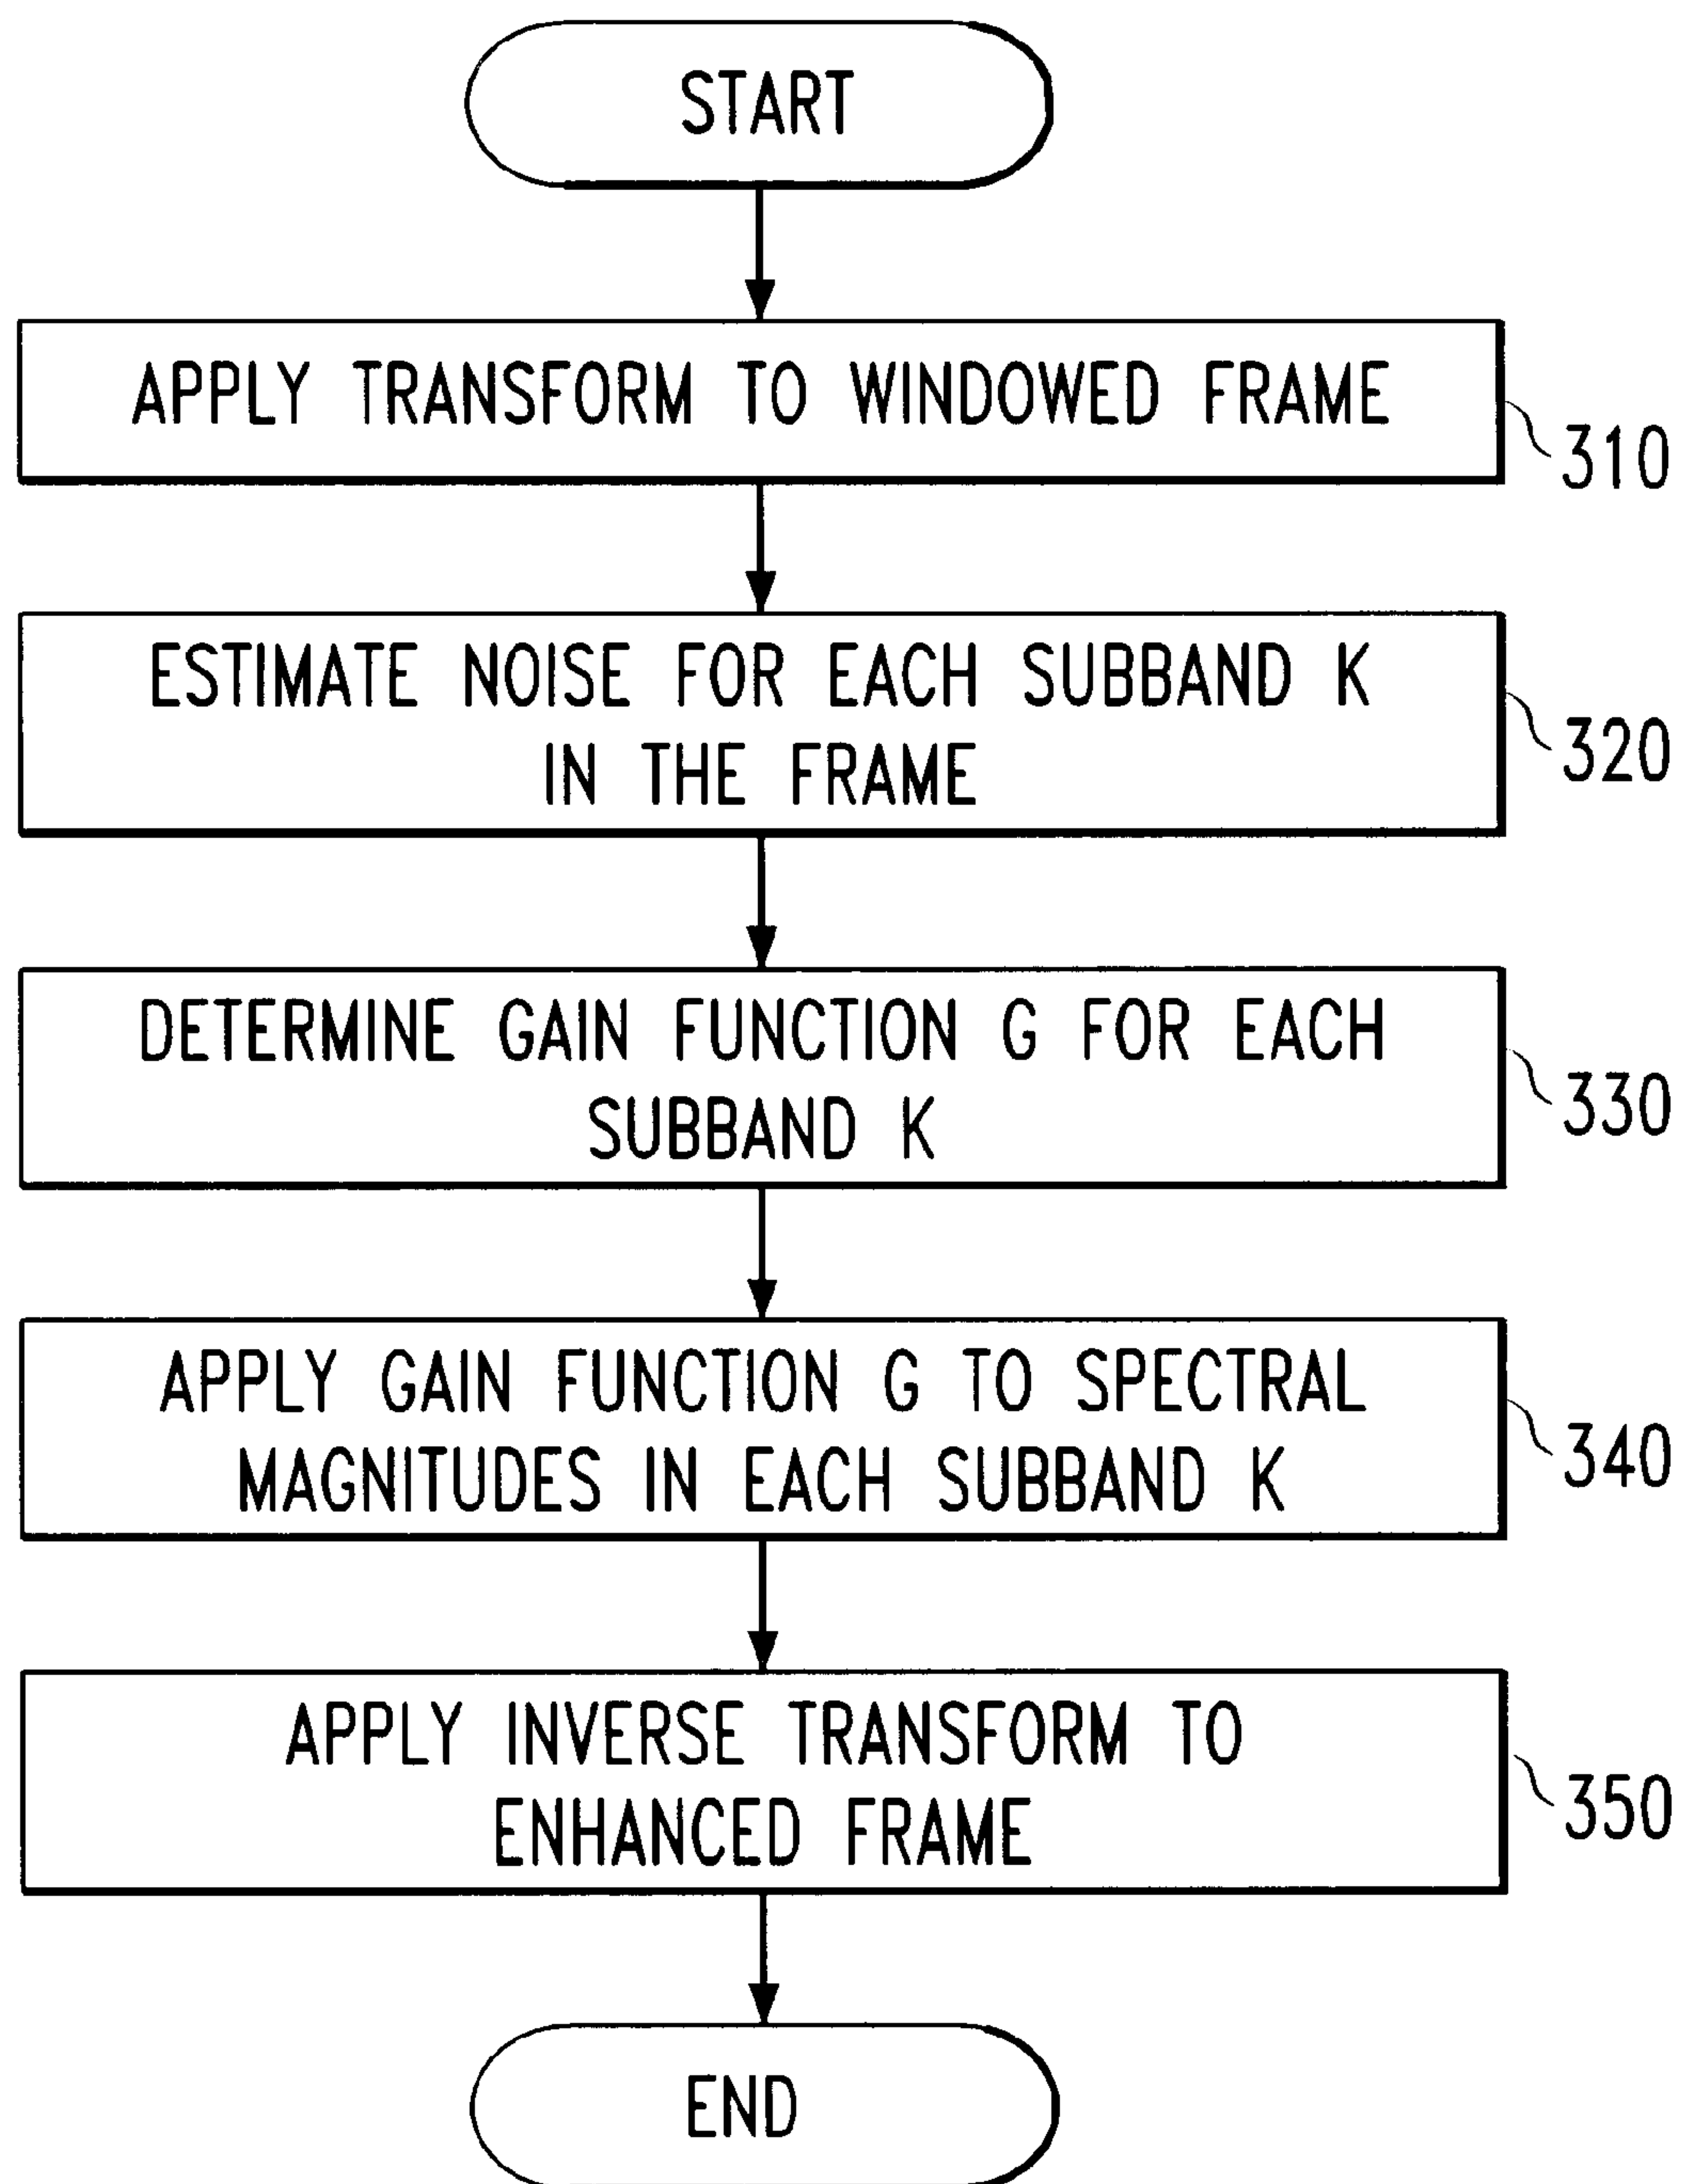 START
APPLY TRANSFORM TO WINDOWED FRAME
310
ESTIMATE NOISE FOR EACH SUBBAND K
IN THE FRAME
320
DETERMINE GAIN FUNCTION G FOR EACH
SUBBAND K
330
APPLY GAIN FUNCTION G TO SPECTRAL
MAGNITUDES IN EACH SUBBAND K
340
APPLY INVERSE TRANSFORM TO
ENHANCED FRAME
350
END